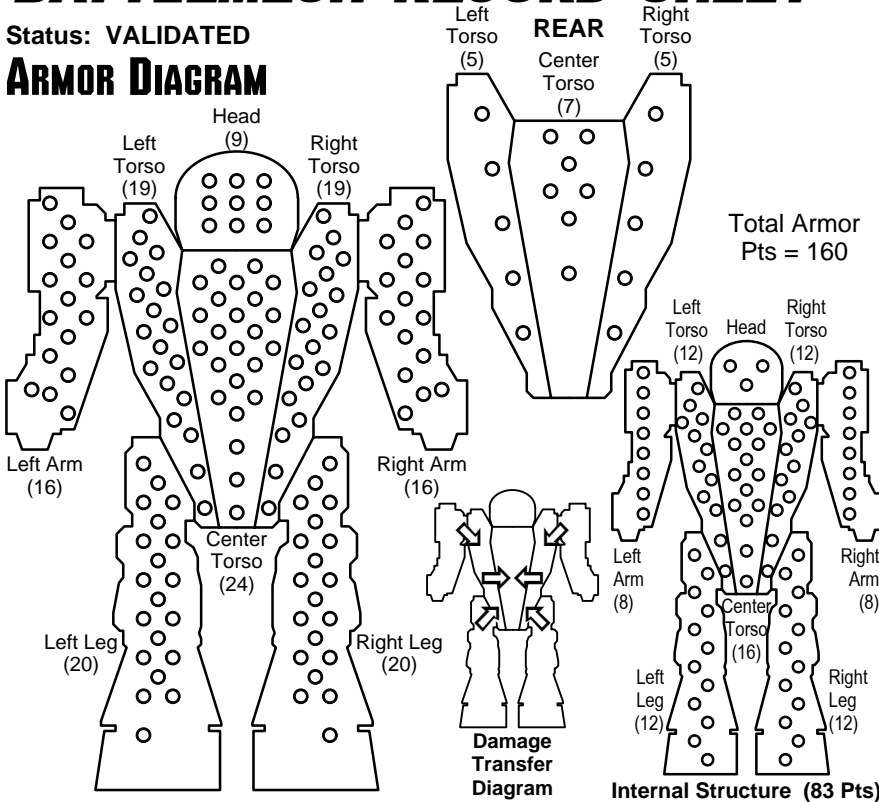 Status: VALIDATED
ARMOR DIAGRAM
Head
(9)
Left
Torso
(19)
Right
Torso
(19)
Left Arm
(16)
Right Arm
(16)
Center
Torso
(24)
Left Leg
(20)
Right Leg
(20)
REAR
Left
Torso
(5)
Center
Torso
(7)
Right
Torso
(5)
Total Armor
Pts = 160
Left
Torso
(12)
Head
Right
Torso
(12)
Left
Arm
(8)
Right
Arm
(8)
Center
Torso
(16)
Left
Leg
(12)
Right
Leg
(12)
Damage
Transfer
Diagram
Internal Structure (83 Pts)